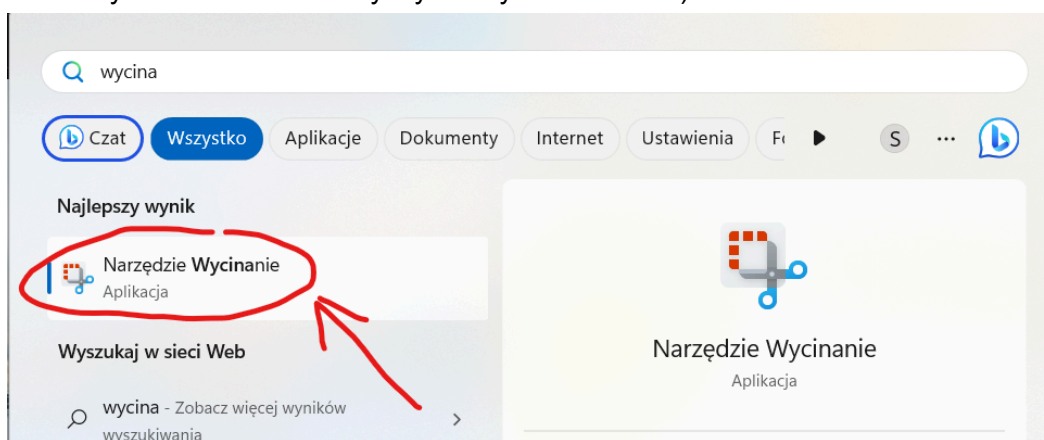 wycina
Czat Wszystko Aplikacje Dokumenty Internet Ustawienia S ...
Najlepszy wynik
Narzędzie Wycinanie
Aplikacja
Narzędzie Wycinanie
Aplikacja
Wyszukaj w sieci Web
wycina - Zobacz więcej wyników
wyszukiwania